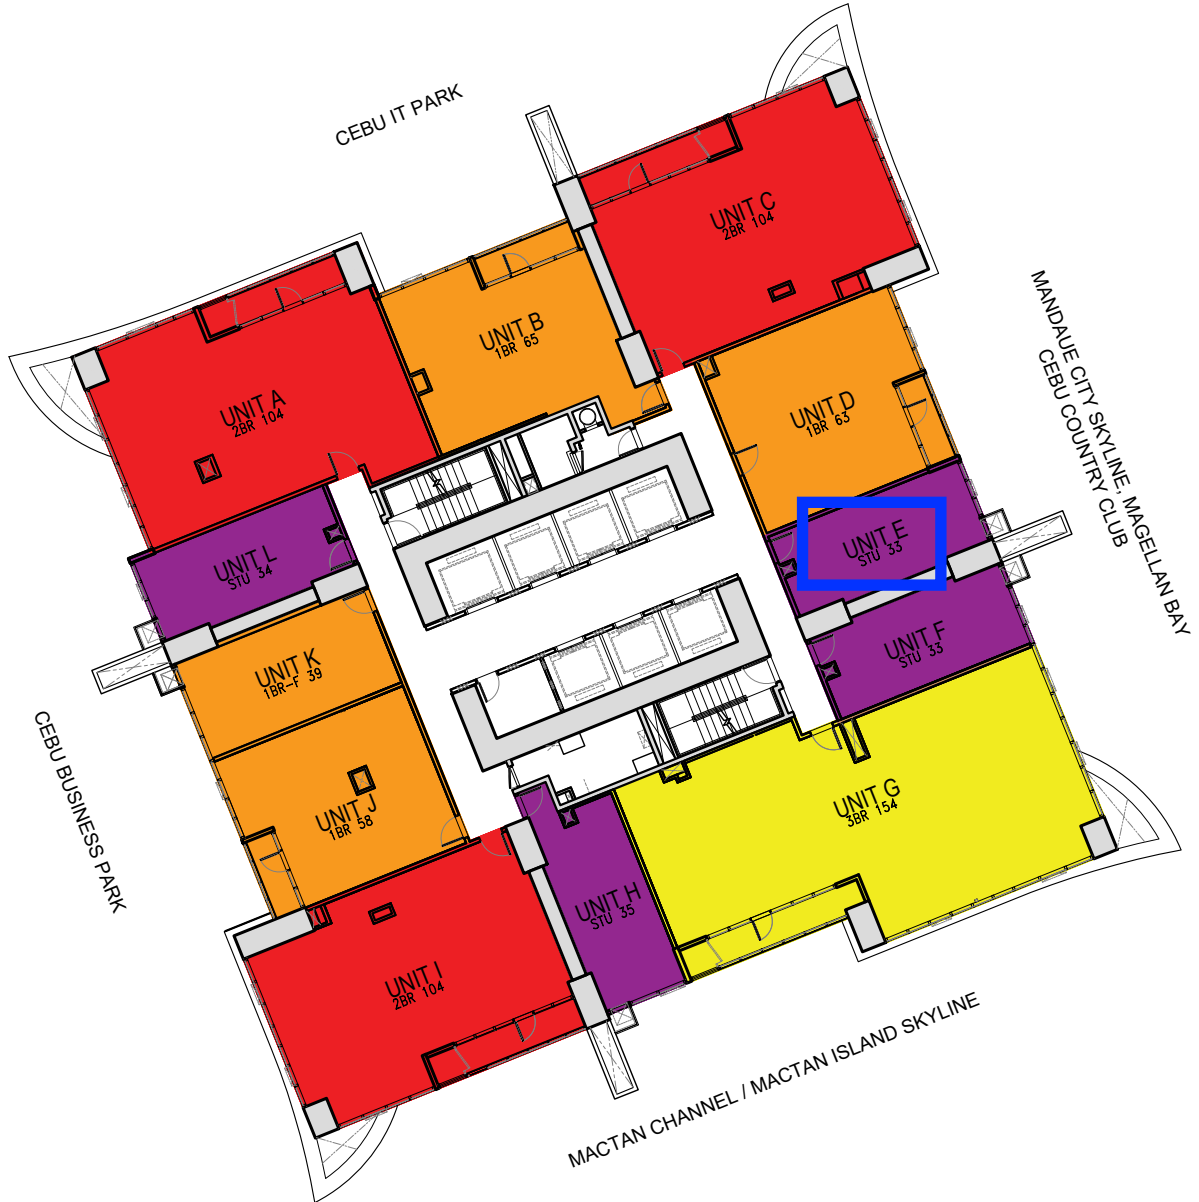 CEBU IT PARK
UNIT C
2BR 104
UNIT B
1BR 65
UNIT A
2BR 104
UNIT D
1BR 63
MANDAUE CITY SKYLINE, MAGELLAN BAY
CEBU COUNTRY CLUB
UNIT E
STU 33
UNIT L
STU 34
UNIT F
STU 33
UNIT K
1BR-F 39
UNIT J
1BR 58
UNIT G
3BR 154
CEBU BUSINESS PARK
UNIT H
STU 35
UNIT I
2BR 104
MACTAN CHANNEL / MACTAN ISLAND SKYLINE